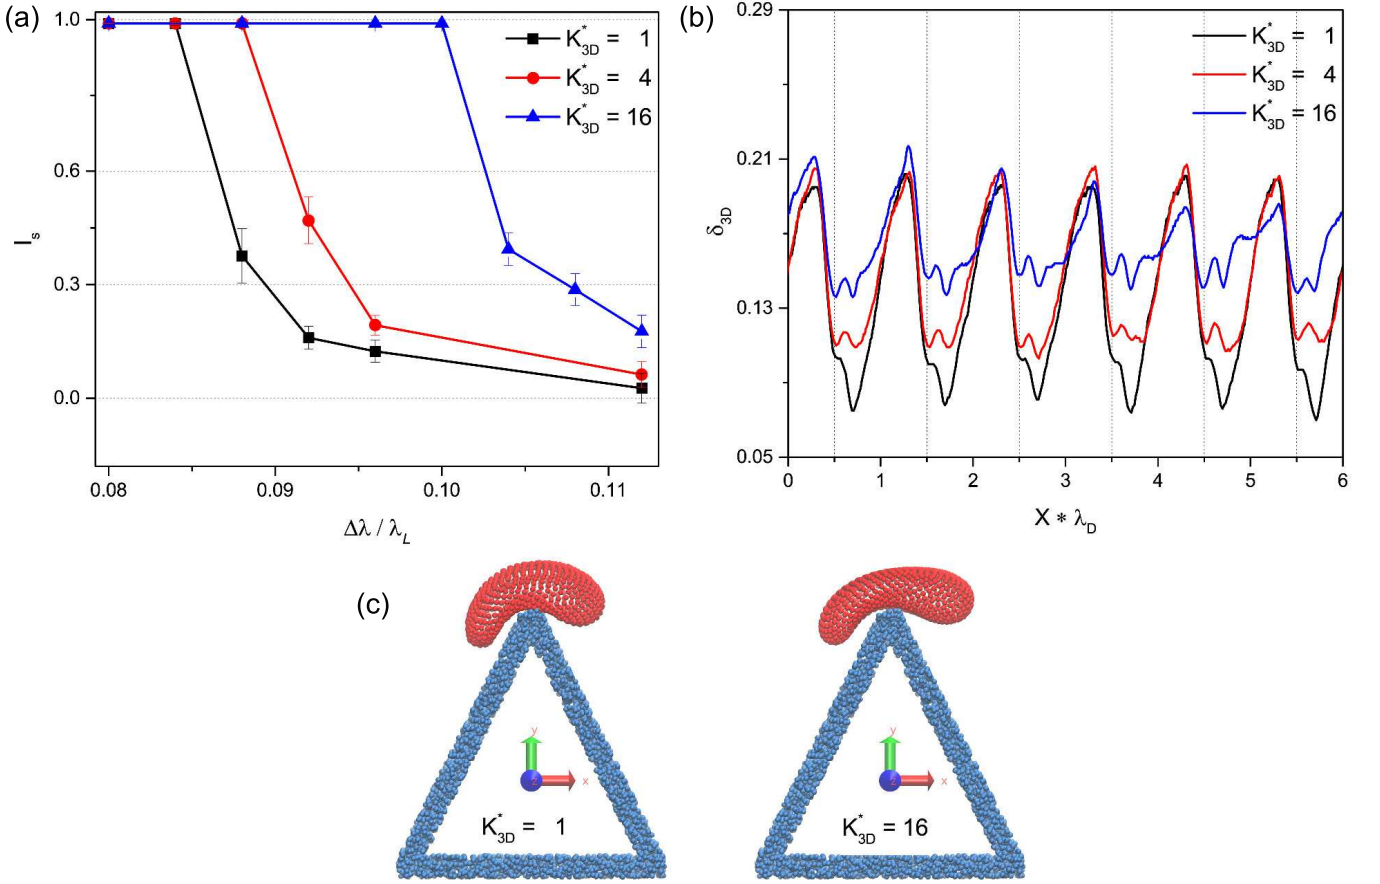 (a)
1.0
0.6
0.3
0.0
I_s
K*_3D = 1
K*_3D = 4
K*_3D = 16
0.08 0.09 0.10 0.11
Δλ / λ_L
(b)
0.29
0.21
0.13
0.05
δ_3D
K*_3D = 1
K*_3D = 4
K*_3D = 16
0 1 2 3 4 5 6
X * λ_D
(c)
y
z x
K*_3D = 1
y
z x
K*_3D = 16